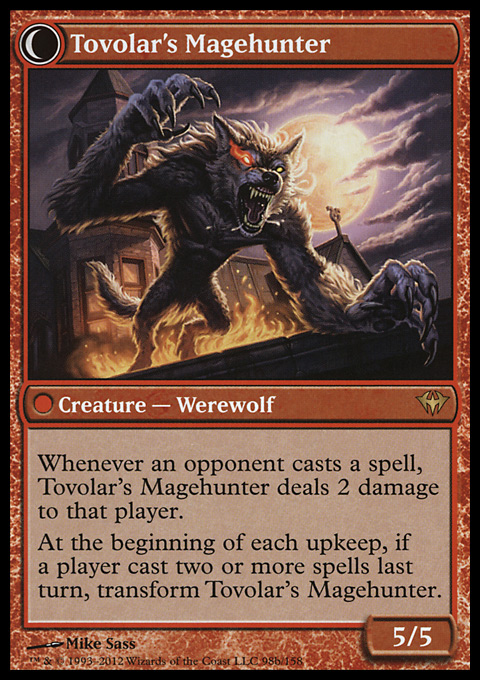 Tovolar's Magehunter
Creature — Werewolf
Whenever an opponent casts a spell,
Tovolar's Magehunter deals 2 damage
to that player.
At the beginning of each upkeep, if
a player cast two or more spells last
turn, transform Tovolar's Magehunter.
5/5
Mike Sass
™ & © 1993-2012 Wizards of the Coast LLC 98b/158